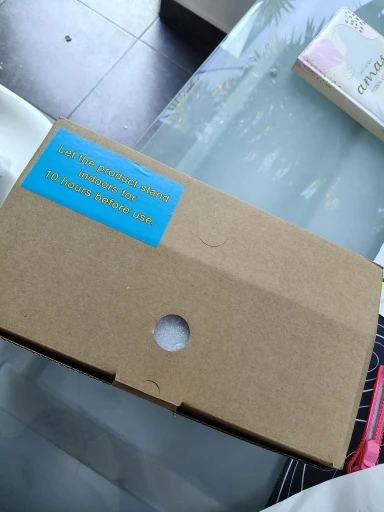 Let the product stand
indoors for
10 hours before use.